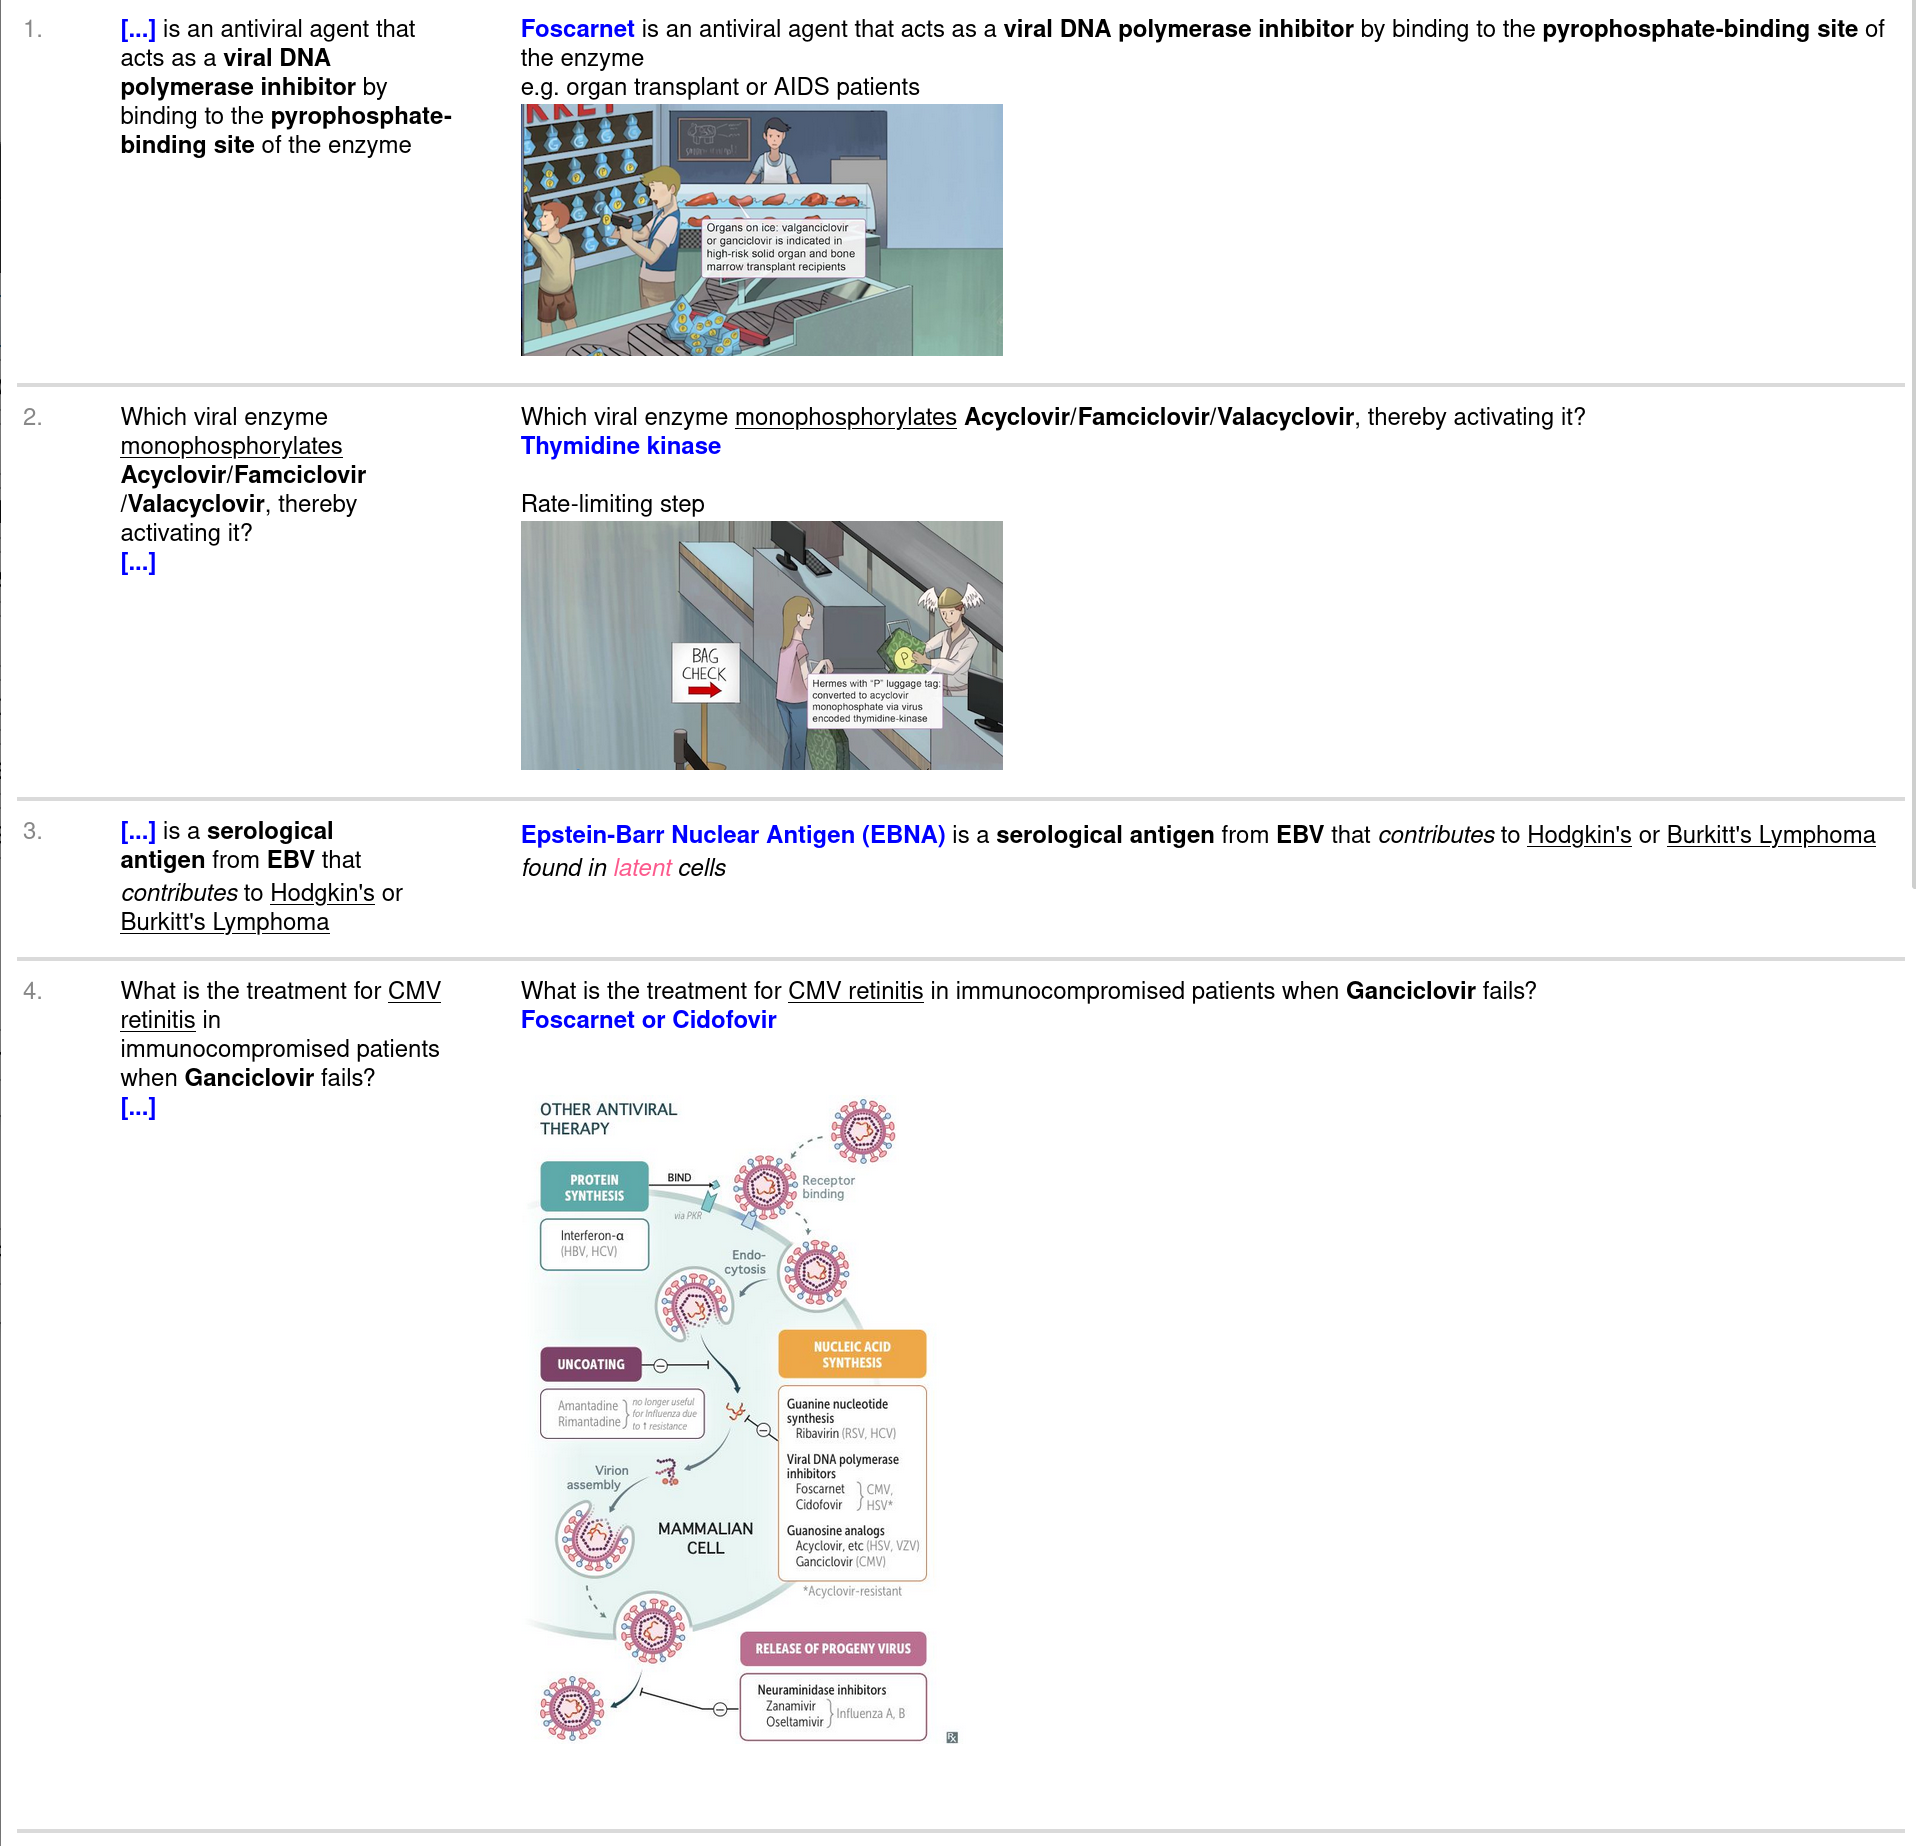 1.
[...] is an antiviral agent that
acts as a viral DNA
polymerase inhibitor by
binding to the pyrophosphate-
binding site of the enzyme
Foscarnet is an antiviral agent that acts as a viral DNA polymerase inhibitor by binding to the pyrophosphate-binding site of
the enzyme
e.g. organ transplant or AIDS patients
Organs on ice: valganciclovir
or ganciclovir is indicated in
high-risk solid organ and bone
marrow transplant recipients
2.
Which viral enzyme
monophosphorylates
Acyclovir/Famciclovir
/Valacyclovir, thereby
activating it?
[...]
Which viral enzyme monophosphorylates Acyclovir/Famciclovir/Valacyclovir, thereby activating it?
Thymidine kinase
Rate-limiting step
BAG
CHECK
P
Hermes with "P" luggage tag:
converted to acyclovir
monophosphate via virus
encoded thymidine-kinase
3.
[...] is a serological
antigen from EBV that
contributes to Hodgkin's or
Burkitt's Lymphoma
Epstein-Barr Nuclear Antigen (EBNA) is a serological antigen from EBV that contributes to Hodgkin's or Burkitt's Lymphoma
found in latent cells
4.
What is the treatment for CMV
retinitis in
immunocompromised patients
when Ganciclovir fails?
[...]
What is the treatment for CMV retinitis in immunocompromised patients when Ganciclovir fails?
Foscarnet or Cidofovir
OTHER ANTIVIRAL
THERAPY
PROTEIN
SYNTHESIS
BIND
via PKR
Receptor
binding
Interferon-α
(HBV, HCV)
Endo-
cytosis
UNCOATING
Amantadine
Rimantadine
no longer useful
for Influenza due
to ↑ resistance
NUCLEIC ACID
SYNTHESIS
Guanine nucleotide
synthesis
Ribavirin (RSV, HCV)
Viral DNA polymerase
inhibitors
Foscarnet
Cidofovir
CMV,
HSV*
Guanosine analogs
Acyclovir, etc (HSV, VZV)
Ganciclovir (CMV)
*Acyclovir-resistant
Virion
assembly
MAMMALIAN
CELL
RELEASE OF PROGENY VIRUS
Neuraminidase inhibitors
Zanamivir
Oseltamivir
Influenza A, B